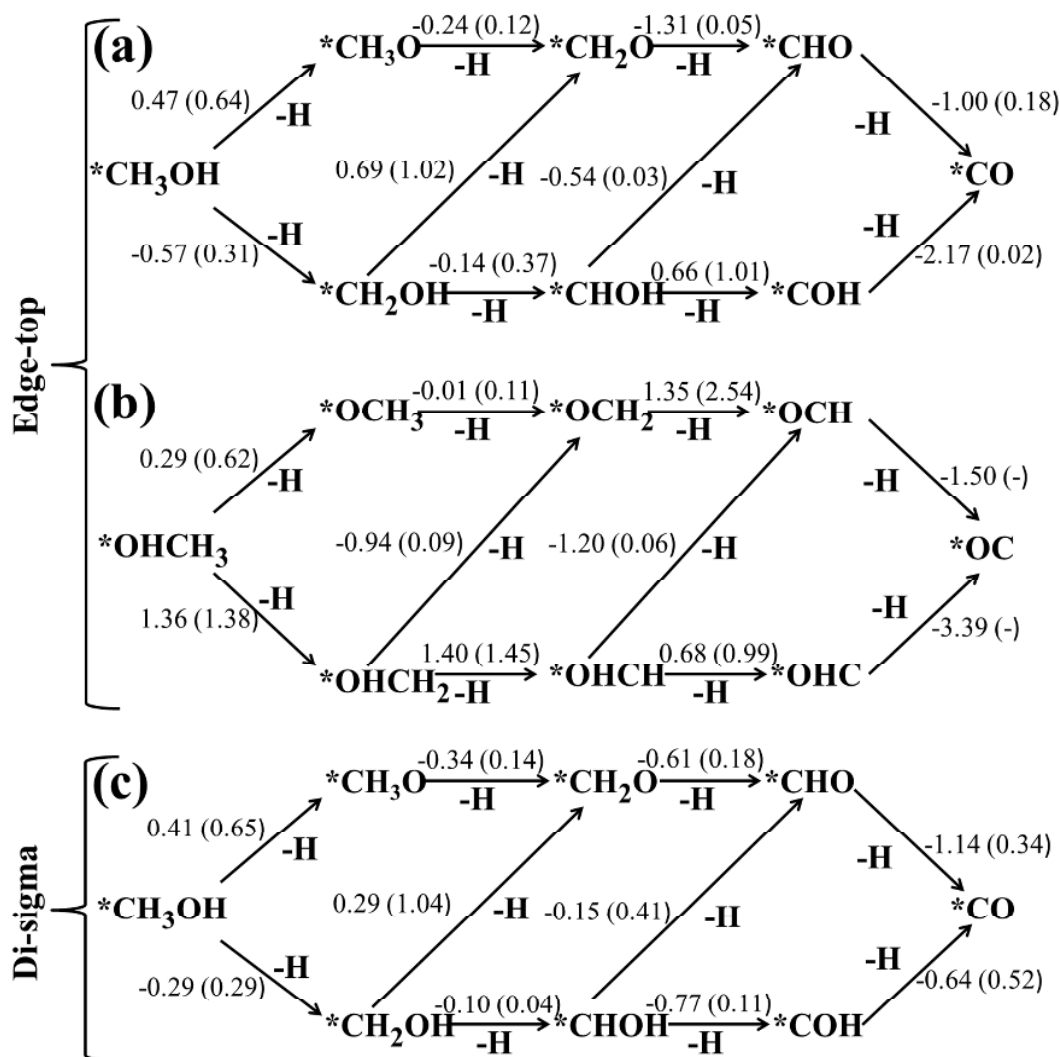 Edge-top
(a)
-0.24 (0.12) -1.31 (0.05)
*CH3O *CH2O *CHO
-H -H
0.47 (0.64) -1.00 (0.18)
-H -H
*CH3OH 0.69 (1.02) -H -0.54 (0.03) -H *CO
-H -H
-0.57 (0.31) -0.14 (0.37) 0.66 (1.01) -2.17 (0.02)
*CH2OH *CHOH *COH
-H -H
(b)
-0.01 (0.11) 1.35 (2.54)
*OCH3 *OCH2 *OCH
-H -H
0.29 (0.62) -1.50 (-)
-H -H
*OHCH3 -0.94 (0.09) -H -1.20 (0.06) -H *OC
-H -H
1.36 (1.38) -3.39 (-)
1.40 (1.45) 0.68 (0.99)
*OHCH2 *OHCH *OHC
-H -H
Di-sigma
(c)
-0.34 (0.14) -0.61 (0.18)
*CH3O *CH2O *CHO
-H -H
0.41 (0.65) -1.14 (0.34)
-H -H
*CH3OH 0.29 (1.04) -H -0.15 (0.41) -H *CO
-H -H
-0.29 (0.29) -0.10 (0.04) -0.77 (0.11) -0.64 (0.52)
*CH2OH *CHOH *COH
-H -H